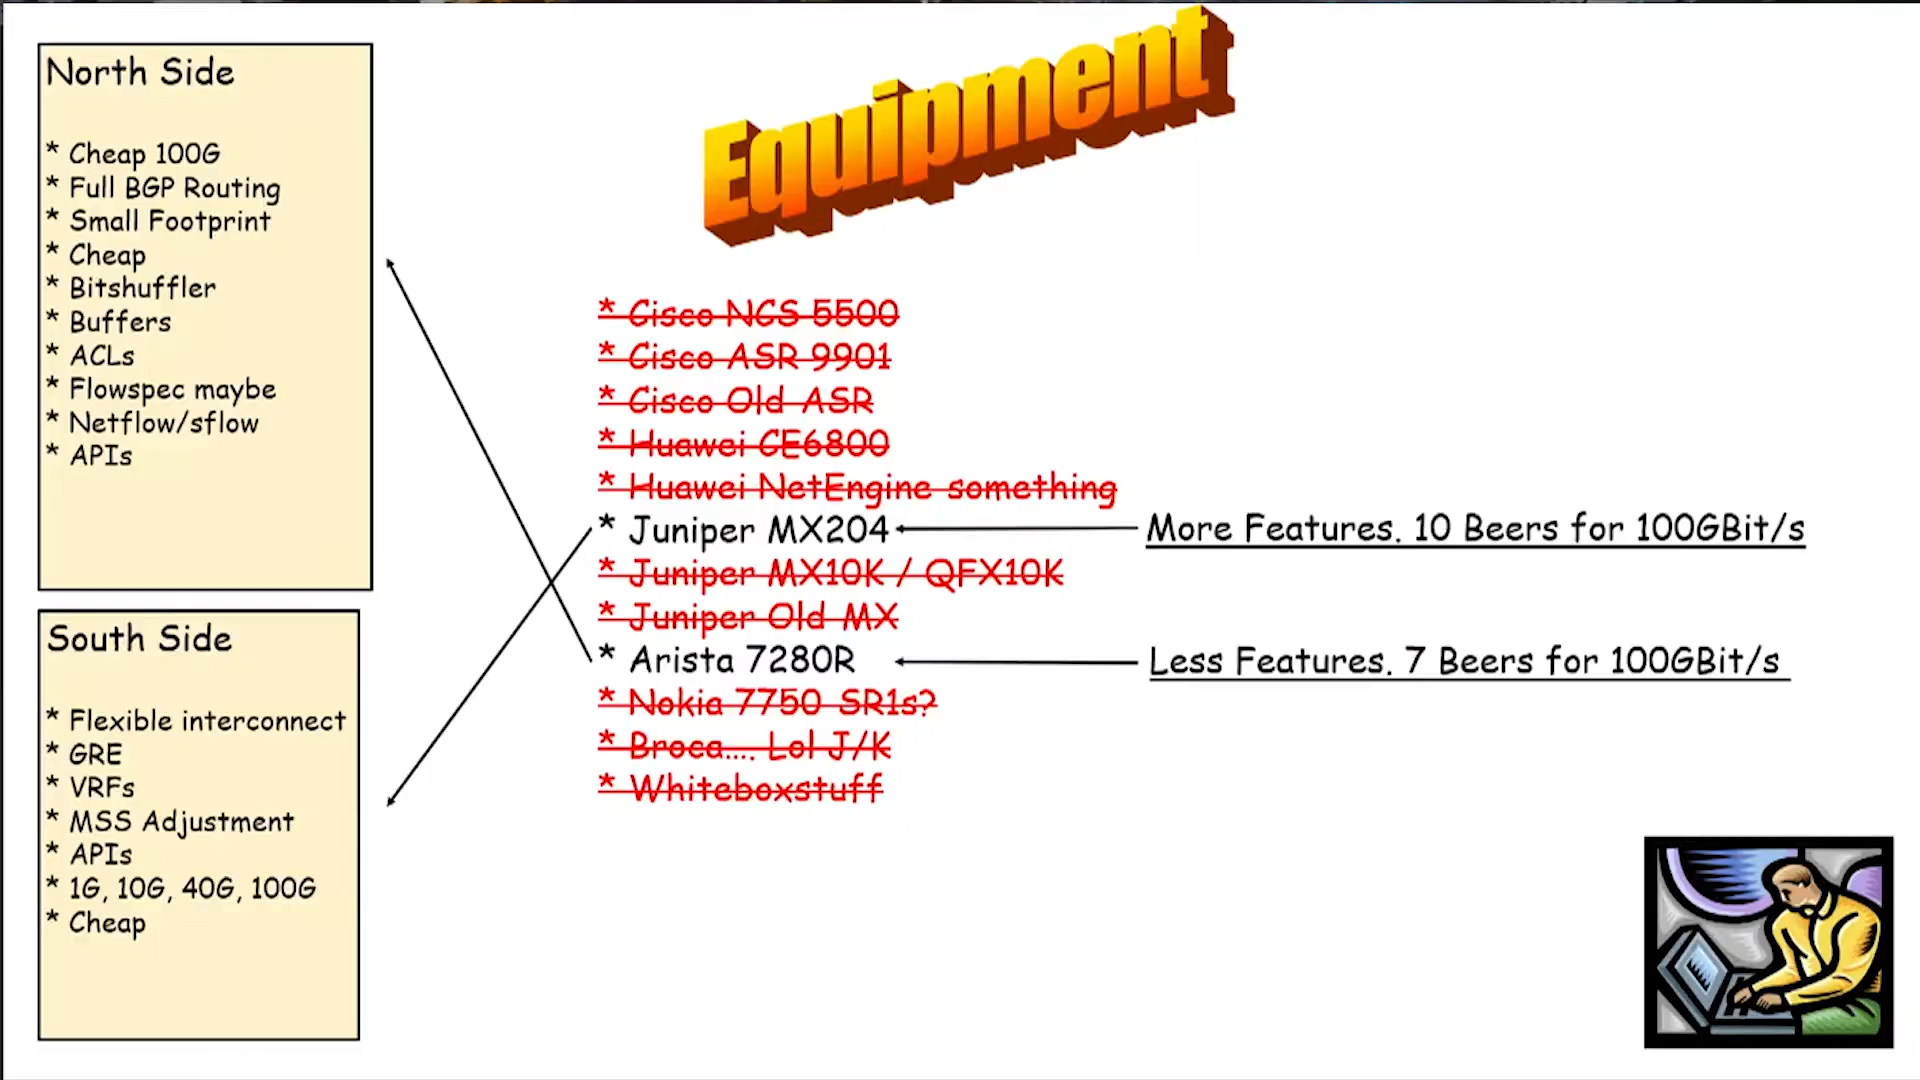 Equipment
North Side
* Cheap 100G
* Full BGP Routing
* Small Footprint
* Cheap
* Bitshuffler
* Buffers
* ACLs
* Flowspec maybe
* Netflow/sflow
* APIs
South Side
* Flexible interconnect
* GRE
* VRFs
* MSS Adjustment
* APIs
* 1G, 10G, 40G, 100G
* Cheap
* Cisco NCS 5500
* Cisco ASR 9901
* Cisco Old ASR
* Huawei CE6800
* Huawei NetEngine something
* Juniper MX204
More Features. 10 Beers for 100GBit/s
* Juniper MX10K / QFX10K
* Juniper Old MX
* Arista 7280R
Less Features. 7 Beers for 100GBit/s
* Nokia 7750 SR1s?
* Broca.... Lol J/K
* Whiteboxstuff